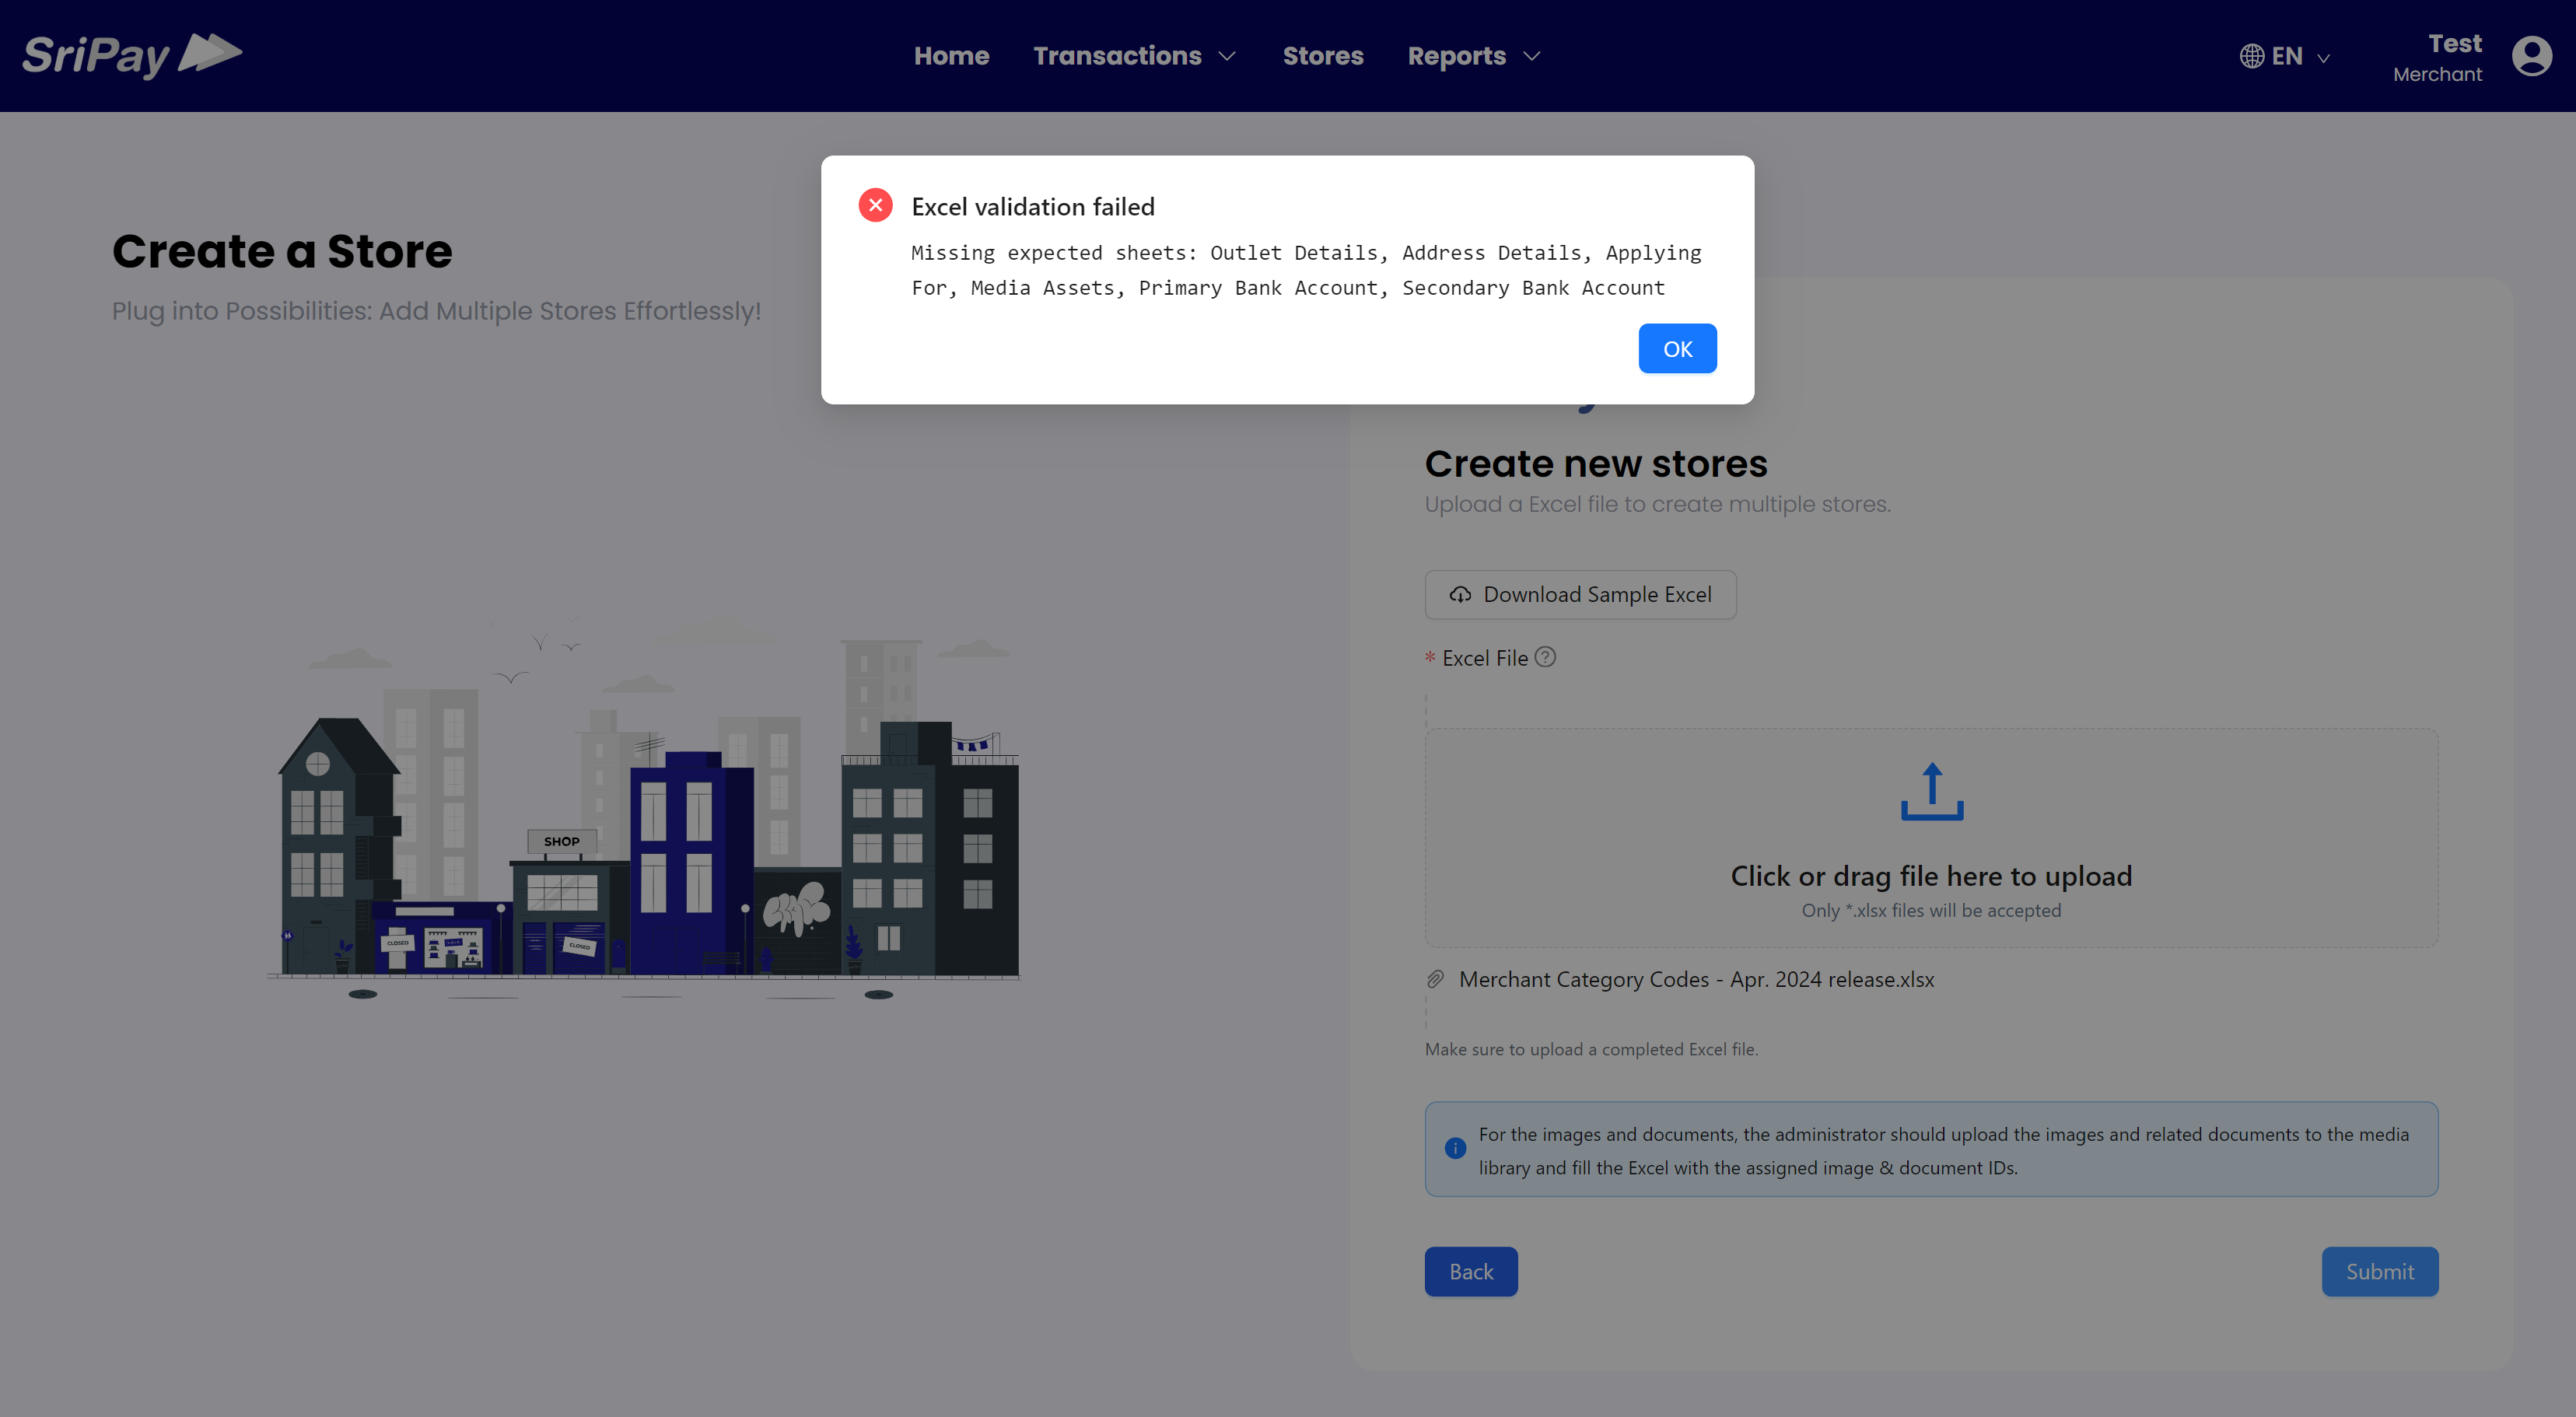 SriPay
Home Transactions Stores Reports
EN
Test
Merchant
Excel validation failed
Missing expected sheets: Outlet Details, Address Details, Applying
For, Media Assets, Primary Bank Account, Secondary Bank Account
OK
Create a Store
Plug into Possibilities: Add Multiple Stores Effortlessly!
SHOP
CLOSED
CLOSED
Create new stores
Upload a Excel file to create multiple stores.
Download Sample Excel
* Excel File
Click or drag file here to upload
Only *.xlsx files will be accepted
Merchant Category Codes - Apr. 2024 release.xlsx
Make sure to upload a completed Excel file.
For the images and documents, the administrator should upload the images and related documents to the media
library and fill the Excel with the assigned image & document IDs.
Back
Submit